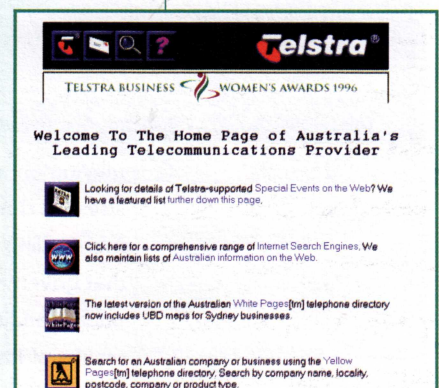 Telstra®
TELSTRA BUSINESS WOMEN'S AWARDS 1996
Welcome To The Home Page of Australia's
Leading Telecommunications Provider
Looking for details of Telstra-supported Special Events on the Web? We
have a featured list further down this page.
Click here for a comprehensive range of Internet Search Engines. We
also maintain lists of Australian information on the Web.
WWW
The latest version of the Australian White Pages[tm] telephone directory
now includes UBD maps for Sydney businesses.
WhitePages
Search for an Australian company or business using the Yellow
Pages[tm] telephone directory. Search by company name, locality,
postcode, company or product type.